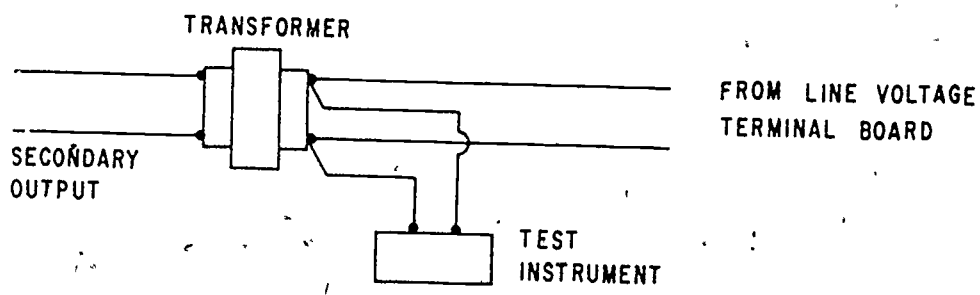 TRANSFORMER
FROM LINE VOLTAGE
TERMINAL BOARD
SECONDARY
OUTPUT
TEST
INSTRUMENT